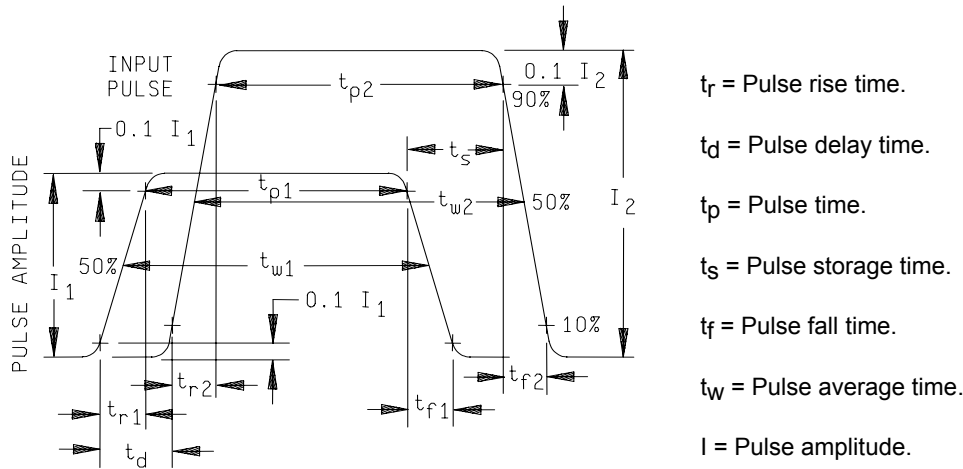 INPUT
PULSE
0.1 I1
PULSE AMPLITUDE
I1
50%
tp2
0.1 I2
90%
ts
tp1
tw2
50%
I2
tw1
0.1 I1
10%
tr2
tf2
tr1
tf1
td
tr = Pulse rise time.
td = Pulse delay time.
tp = Pulse time.
ts = Pulse storage time.
tf = Pulse fall time.
tw = Pulse average time.
I = Pulse amplitude.